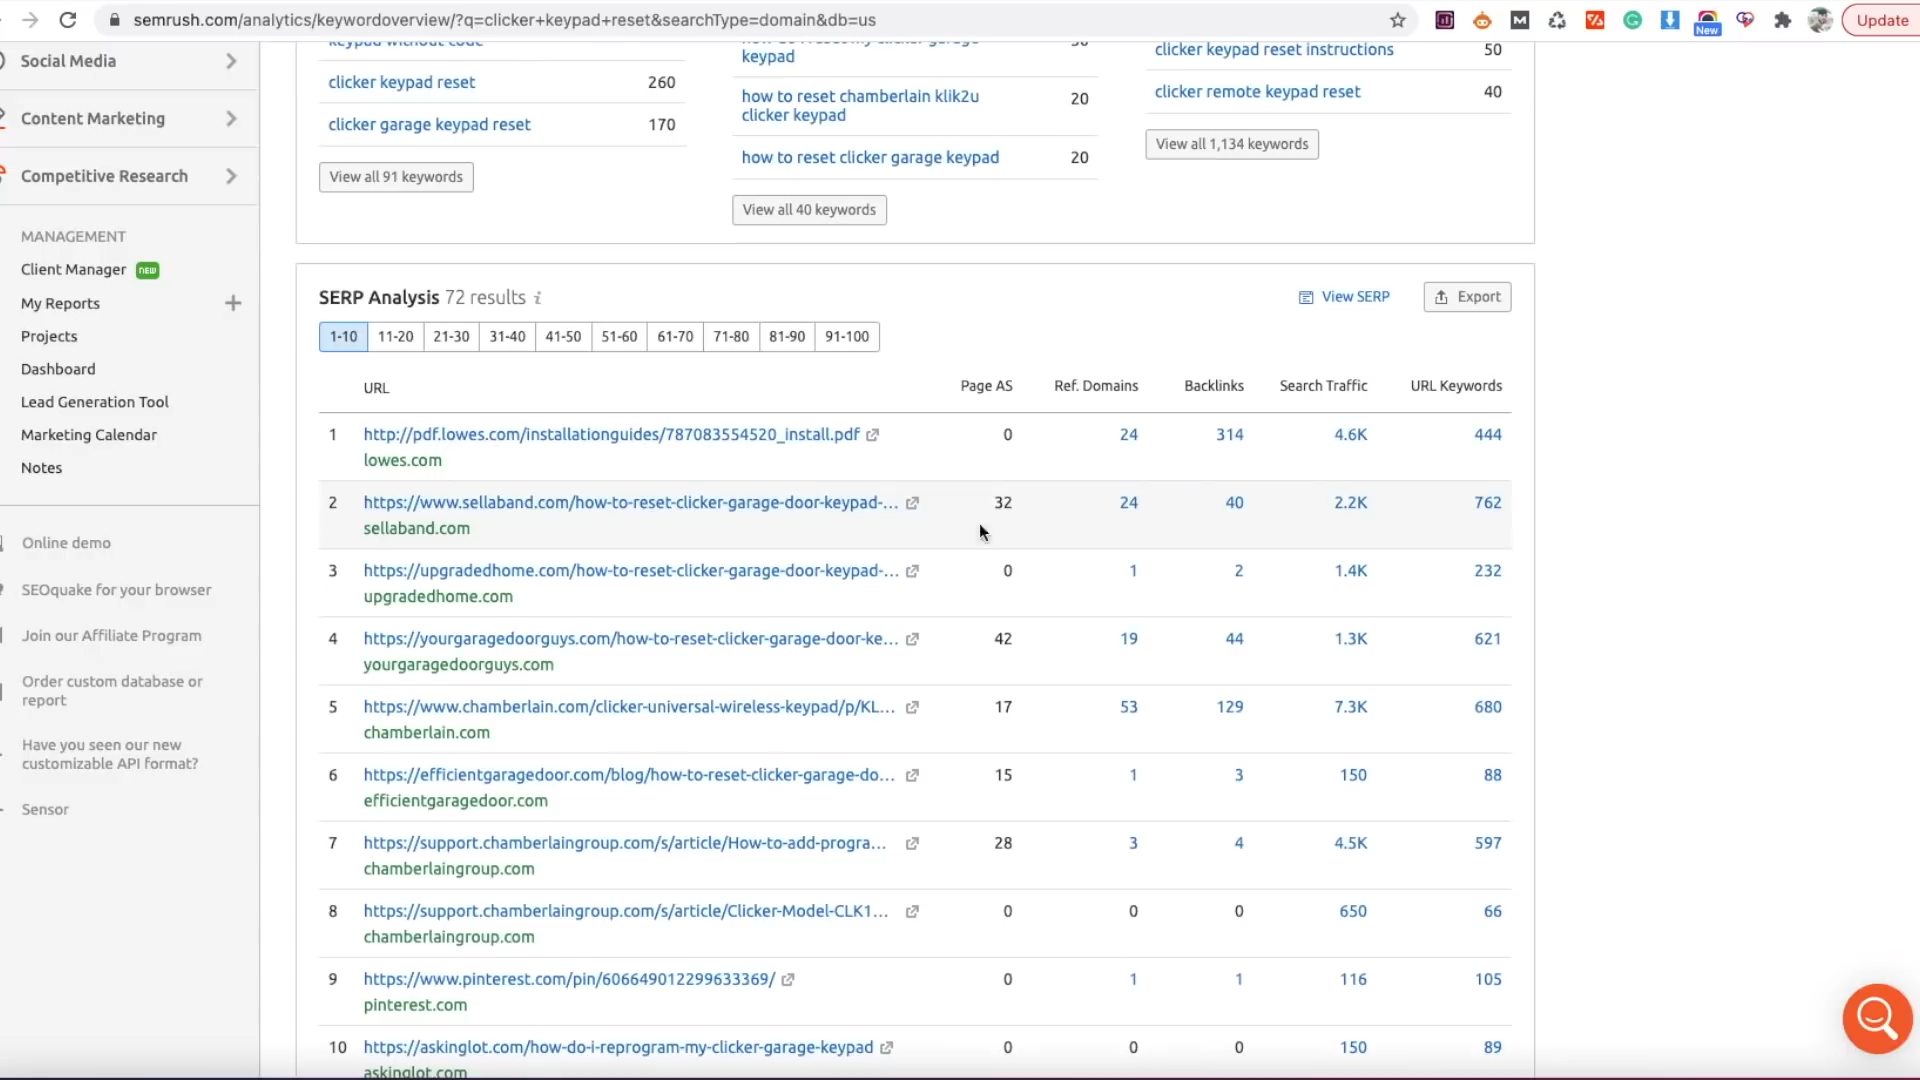 semrush.com/analytics/keywordoverview/?q=clicker+keypad+reset&searchType=domain&db=us
New
Update
Social Media
Content Marketing
Competitive Research
MANAGEMENT
Client Manager NEW
My Reports
Projects
Dashboard
Lead Generation Tool
Marketing Calendar
Notes
Online demo
SEOquake for your browser
Join our Affiliate Program
Order custom database or
report
Have you seen our new
customizable API format?
Sensor
keypad without code
clicker keypad reset 260
clicker garage keypad reset 170
View all 91 keywords
how do i reset my clicker garage 30
keypad
how to reset chamberlain klik2u 20
clicker keypad
how to reset clicker garage keypad 20
View all 40 keywords
clicker keypad reset instructions 50
clicker remote keypad reset 40
View all 1,134 keywords
SERP Analysis 72 results i
View SERP
Export
1-10 11-20 21-30 31-40 41-50 51-60 61-70 71-80 81-90 91-100
URL Page AS Ref. Domains Backlinks Search Traffic URL Keywords
1 http://pdf.lowes.com/installationguides/787083554520_install.pdf 0 24 314 4.6K 444
lowes.com
2 https://www.sellaband.com/how-to-reset-clicker-garage-door-keypad-... 32 24 40 2.2K 762
sellaband.com
3 https://upgradedhome.com/how-to-reset-clicker-garage-door-keypad-... 0 1 2 1.4K 232
upgradedhome.com
4 https://yourgaragedoorguys.com/how-to-reset-clicker-garage-door-ke... 42 19 44 1.3K 621
yourgaragedoorguys.com
5 https://www.chamberlain.com/clicker-universal-wireless-keypad/p/KL... 17 53 129 7.3K 680
chamberlain.com
6 https://efficientgaragedoor.com/blog/how-to-reset-clicker-garage-do... 15 1 3 150 88
efficientgaragedoor.com
7 https://support.chamberlaingroup.com/s/article/How-to-add-progra... 28 3 4 4.5K 597
chamberlaingroup.com
8 https://support.chamberlaingroup.com/s/article/Clicker-Model-CLK1... 0 0 0 650 66
chamberlaingroup.com
9 https://www.pinterest.com/pin/606649012299633369/ 0 1 1 116 105
pinterest.com
10 https://askinglot.com/how-do-i-reprogram-my-clicker-garage-keypad 0 0 0 150 89
askinglot.com